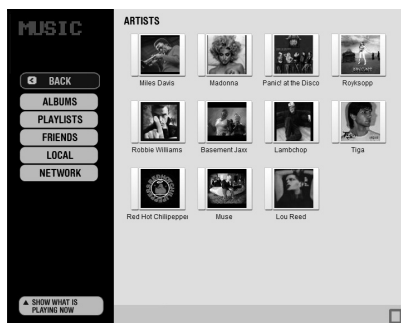 MUSIC
BACK
ALBUMS
PLAYLISTS
FRIENDS
LOCAL
NETWORK
SHOW WHAT IS
PLAYING NOW
ARTISTS
Miles Davis
Madonna
Panic! at the Disco
Royksopp
Robbie Williams
Basement Jaxx
Lambchop
Tiga
Red Hot Chilipepper
Muse
Lou Reed